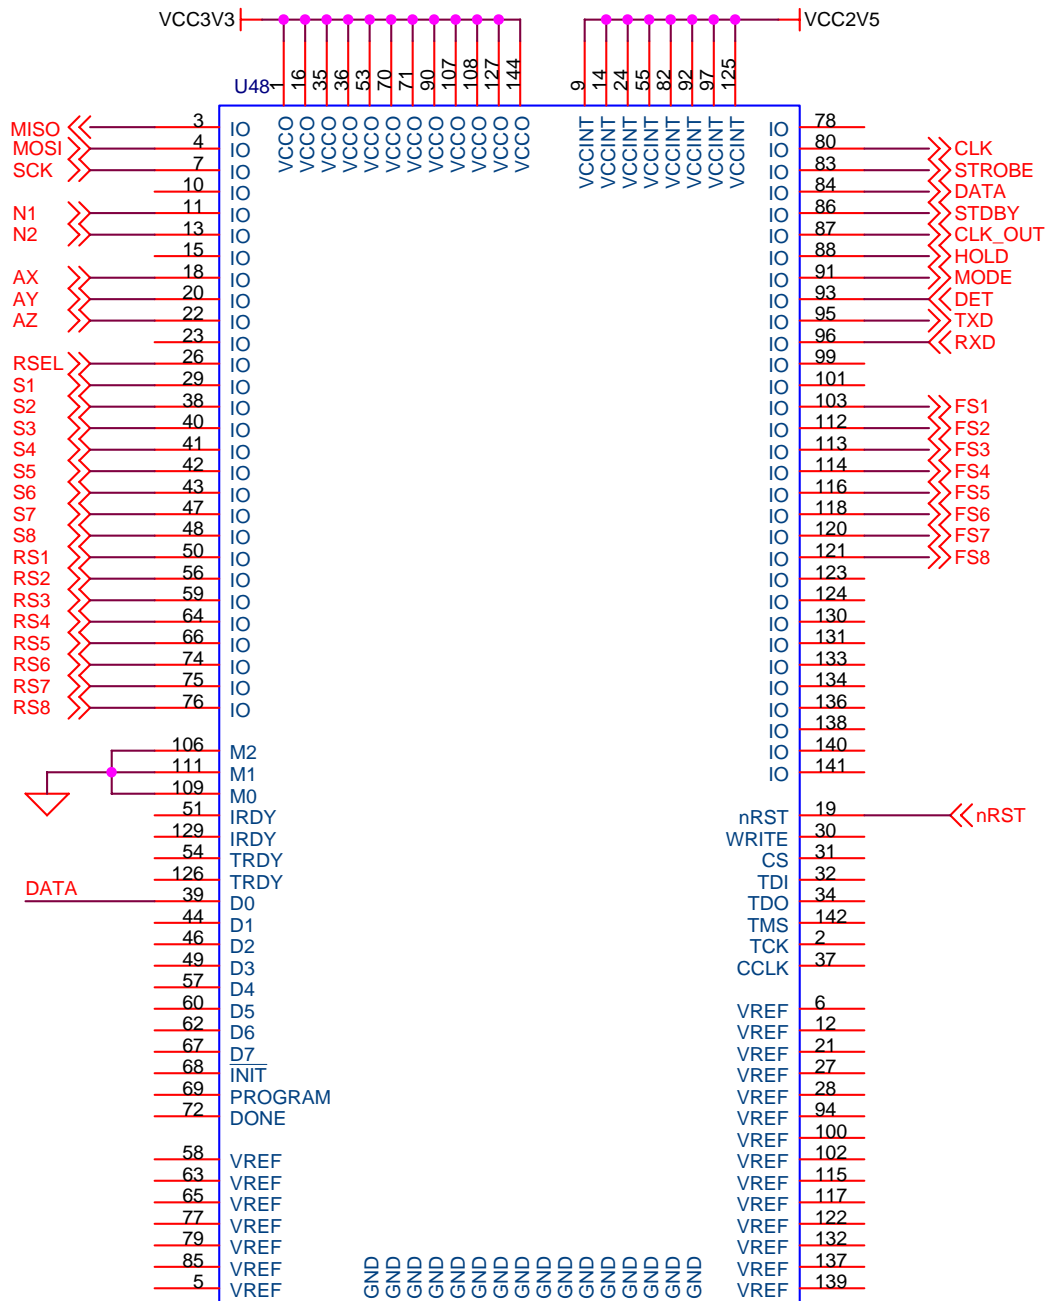 VCC3V3 VCC2V5
1 16 35 36 53 70 71 90 107 108 127 144 9 14 24 55 82 92 97 125
U48
VCCO VCCO VCCO VCCO VCCO VCCO VCCO VCCO VCCO VCCO VCCO VCCO VCCINT VCCINT VCCINT VCCINT VCCINT VCCINT VCCINT VCCINT
MISO 3 IO IO 78
MOSI 4 IO IO 80 CLK
SCK 7 IO IO 83 STROBE
10 IO IO 84 DATA
N1 11 IO IO 86 STDBY
N2 13 IO IO 87 CLK_OUT
15 IO IO 88 HOLD
AX 18 IO IO 91 MODE
AY 20 IO IO 93 DET
AZ 22 IO IO 95 TXD
23 IO IO 96 RXD
RSEL 26 IO IO 99
S1 29 IO IO 101
S2 38 IO IO 103 FS1
S3 40 IO IO 112 FS2
S4 41 IO IO 113 FS3
S5 42 IO IO 114 FS4
S6 43 IO IO 116 FS5
S7 47 IO IO 118 FS6
S8 48 IO IO 120 FS7
RS1 50 IO IO 121 FS8
RS2 56 IO IO 123
RS3 59 IO IO 124
RS4 64 IO IO 130
RS5 66 IO IO 131
RS6 74 IO IO 133
RS7 75 IO IO 134
RS8 76 IO IO 136
IO 138
106 M2 IO 140
111 M1 IO 141
109 M0
51 IRDY nRST 19 nRST
129 IRDY WRITE 30
54 TRDY CS 31
126 TRDY TDI 32
DATA 39 D0 TDO 34
44 D1 TMS 142
46 D2 TCK 2
49 D3 CCLK 37
57 D4
60 D5 VREF 6
62 D6 VREF 12
67 D7 VREF 21
68 INIT VREF 27
69 PROGRAM VREF 28
72 DONE VREF 94
VREF 100
58 VREF VREF 102
63 VREF VREF 115
65 VREF VREF 117
77 VREF VREF 122
79 VREF VREF 132
85 VREF VREF 137
5 VREF VREF 139
GND GND GND GND GND GND GND GND GND GND GND GND GND GND GND GND